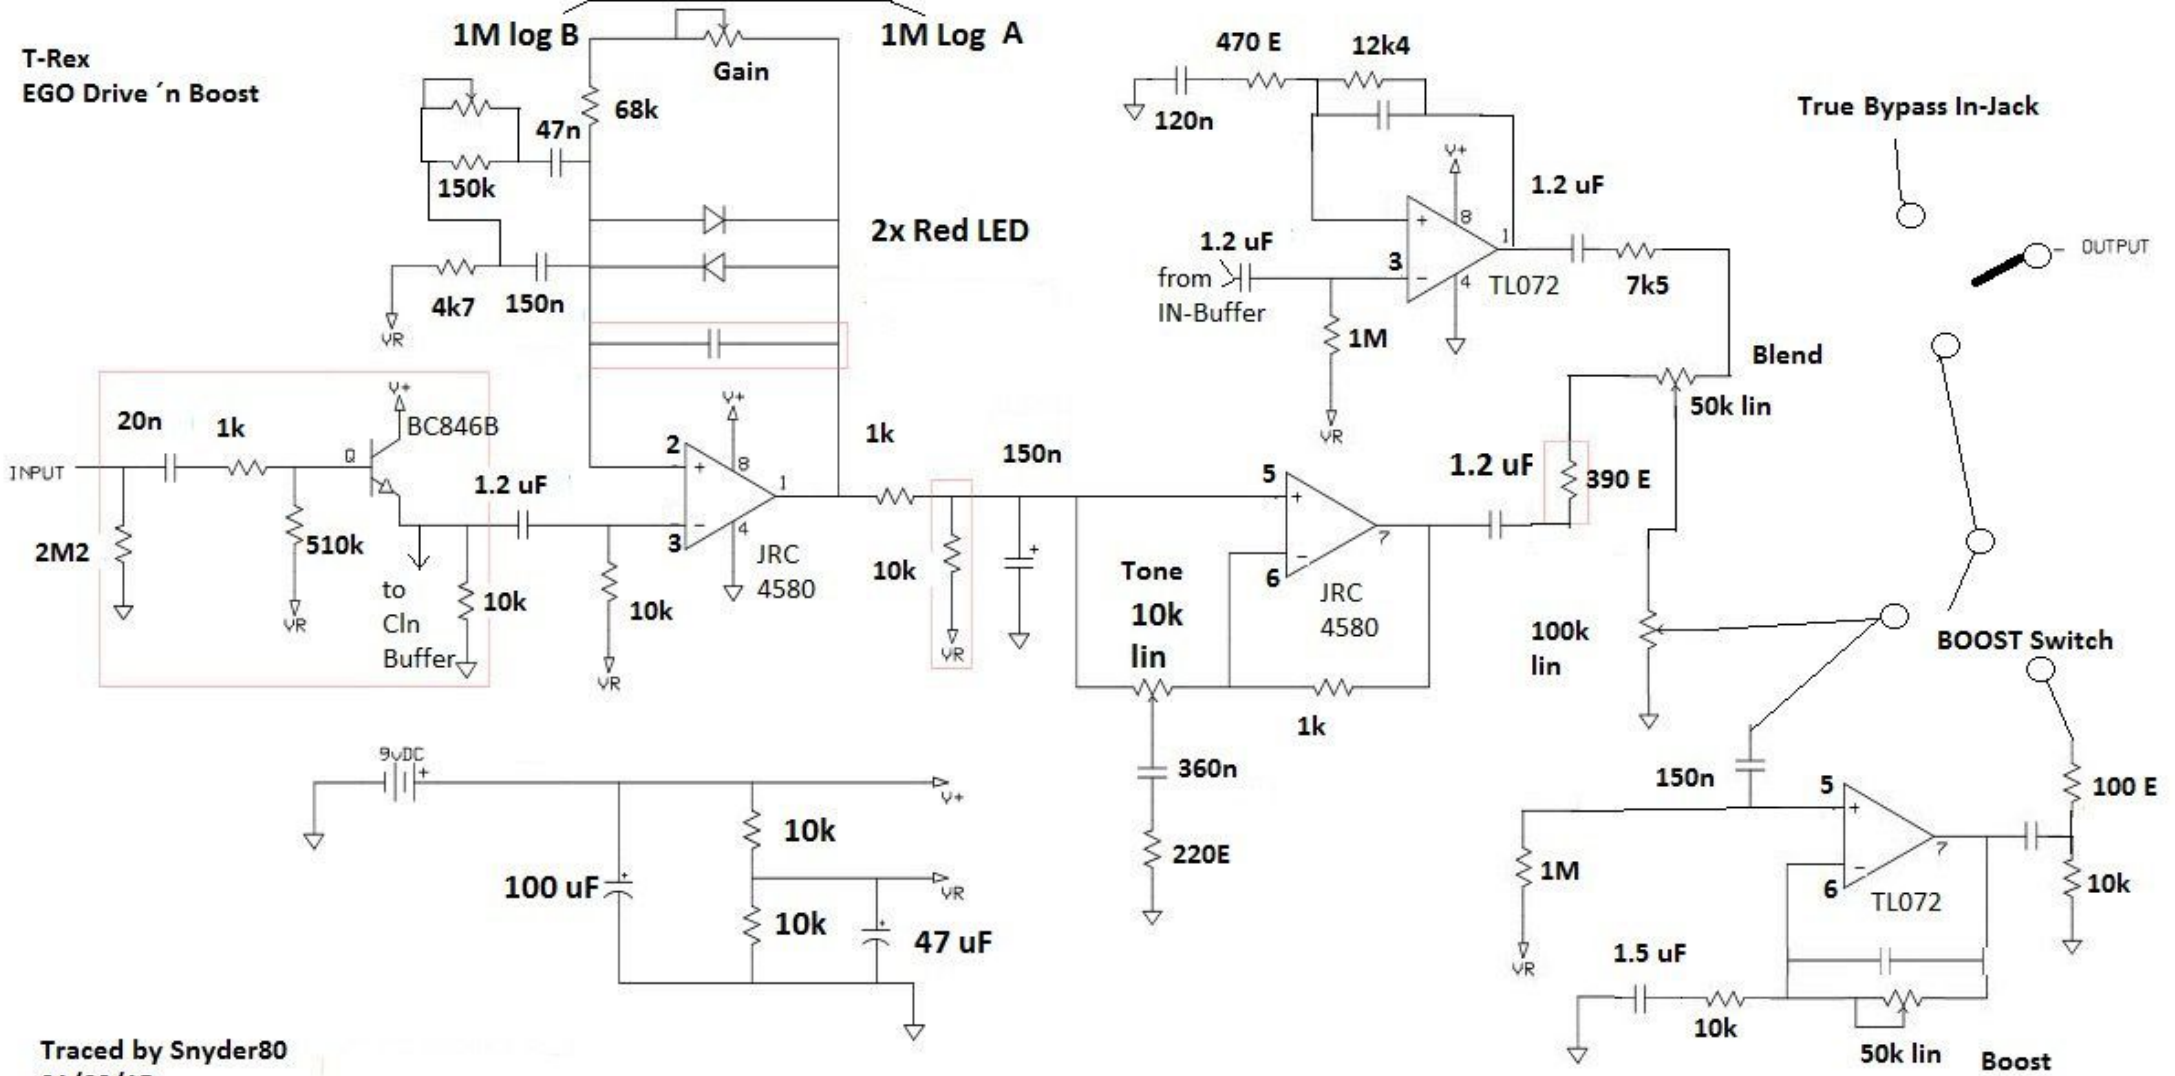 T-Rex
EGO Drive ´n Boost
1M log B
1M Log A
Gain
68k
47n
150k
2x Red LED
4k7
150n
VR
470 E
12k4
120n
V+
+
8
1
1.2 uF
1.2 uF
from
IN-Buffer
3
-
4
TL072
7k5
1M
VR
Blend
50k lin
True Bypass In-Jack
OUTPUT
INPUT
20n
1k
Q
V+
BC846B
2M2
510k
VR
to
Cln
Buffer
10k
1.2 uF
10k
VR
V+
2
+
8
1
3
-
4
JRC
4580
1k
10k
VR
150n
+
5
+
7
-
6
JRC
4580
Tone
10k
lin
1k
360n
220E
1.2 uF
390 E
100k
lin
BOOST Switch
150n
5
+
7
-
6
TL072
1M
VR
100 E
10k
1.5 uF
10k
50k lin
Boost
9vDC
+
V+
10k
100 uF
+
VR
10k
+
47 uF
Traced by Snyder80